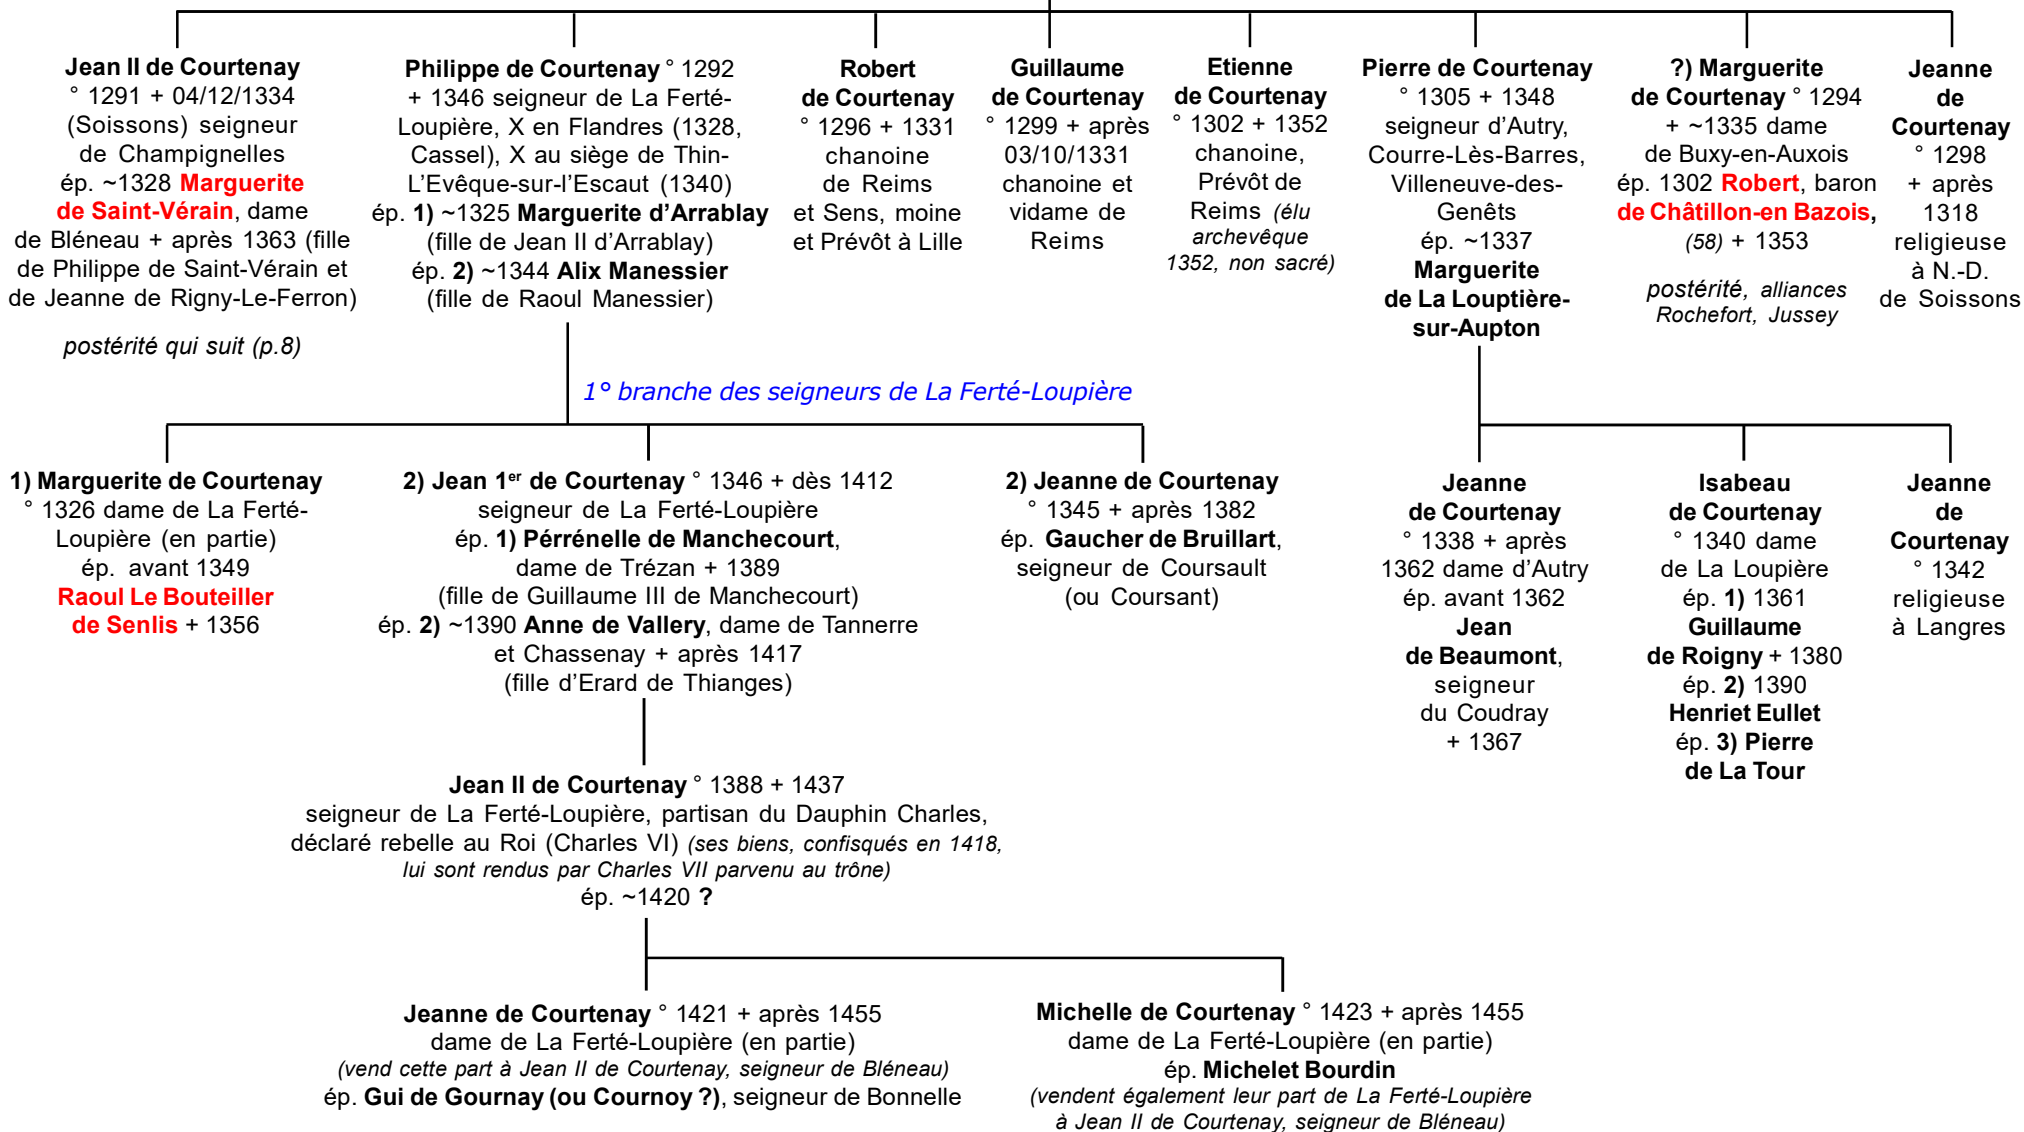 Jean II de Courtenay
° 1291 + 04/12/1334
(Soissons) seigneur
de Champignelles
ép. ~1328 Marguerite
de Saint-Vérain, dame
de Bléneau + après 1363 (fille
de Philippe de Saint-Vérain et
de Jeanne de Rigny-Le-Ferron)
postérité qui suit (p.8)
Philippe de Courtenay ° 1292
+ 1346 seigneur de La Ferté-
Loupière, X en Flandres (1328,
Cassel), X au siège de Thin-
L'Evêque-sur-l'Escaut (1340)
ép. 1) ~1325 Marguerite d'Arrablay
(fille de Jean II d'Arrablay)
ép. 2) ~1344 Alix Manessier
(fille de Raoul Manessier)
Robert
de Courtenay
° 1296 + 1331
chanoine
de Reims
et Sens, moine
et Prévôt à Lille
Guillaume
de Courtenay
° 1299 + après
03/10/1331
chanoine et
vidame de
Reims
Etienne
de Courtenay
° 1302 + 1352
chanoine,
Prévôt de
Reims (élu
archevêque
1352, non sacré)
Pierre de Courtenay
° 1305 + 1348
seigneur d'Autry,
Courre-Lès-Barres,
Villeneuve-des-
Genêts
ép. ~1337
Marguerite
de La Louptière-
sur-Aupton
?) Marguerite
de Courtenay ° 1294
+ ~1335 dame
de Buxy-en-Auxois
ép. 1302 Robert, baron
de Châtillon-en Bazois,
(58) + 1353
postérité, alliances
Rochefort, Jussey
Jeanne
de
Courtenay
° 1298
+ après
1318
religieuse
à N.-D.
de Soissons
1° branche des seigneurs de La Ferté-Loupière
1) Marguerite de Courtenay
° 1326 dame de La Ferté-
Loupière (en partie)
ép. avant 1349
Raoul Le Bouteiller
de Senlis + 1356
2) Jean 1er de Courtenay ° 1346 + dès 1412
seigneur de La Ferté-Loupière
ép. 1) Pérrénelle de Manchecourt,
dame de Trézan + 1389
(fille de Guillaume III de Manchecourt)
ép. 2) ~1390 Anne de Vallery, dame de Tannerre
et Chassenay + après 1417
(fille d'Erard de Thianges)
2) Jeanne de Courtenay
° 1345 + après 1382
ép. Gaucher de Bruillart,
seigneur de Coursault
(ou Coursant)
Jeanne
de Courtenay
° 1338 + après
1362 dame d'Autry
ép. avant 1362
Jean
de Beaumont,
seigneur
du Coudray
+ 1367
Isabeau
de Courtenay
° 1340 dame
de La Loupière
ép. 1) 1361
Guillaume
de Roigny + 1380
ép. 2) 1390
Henriet Eullet
ép. 3) Pierre
de La Tour
Jeanne
de
Courtenay
° 1342
religieuse
à Langres
Jean II de Courtenay ° 1388 + 1437
seigneur de La Ferté-Loupière, partisan du Dauphin Charles,
déclaré rebelle au Roi (Charles VI) (ses biens, confisqués en 1418,
lui sont rendus par Charles VII parvenu au trône)
ép. ~1420 ?
Jeanne de Courtenay ° 1421 + après 1455
dame de La Ferté-Loupière (en partie)
(vend cette part à Jean II de Courtenay, seigneur de Bléneau)
ép. Gui de Gournay (ou Cournoy ?), seigneur de Bonnelle
Michelle de Courtenay ° 1423 + après 1455
dame de La Ferté-Loupière (en partie)
ép. Michelet Bourdin
(vendent également leur part de La Ferté-Loupière
à Jean II de Courtenay, seigneur de Bléneau)